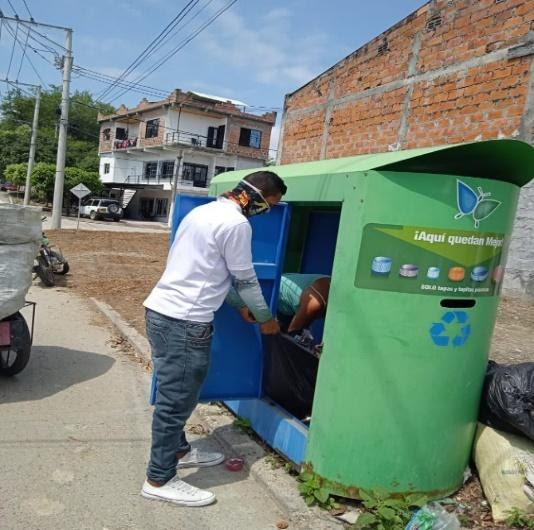 ¡Aquí quedan Mejor
SOLO tapas y tapitas plásticas